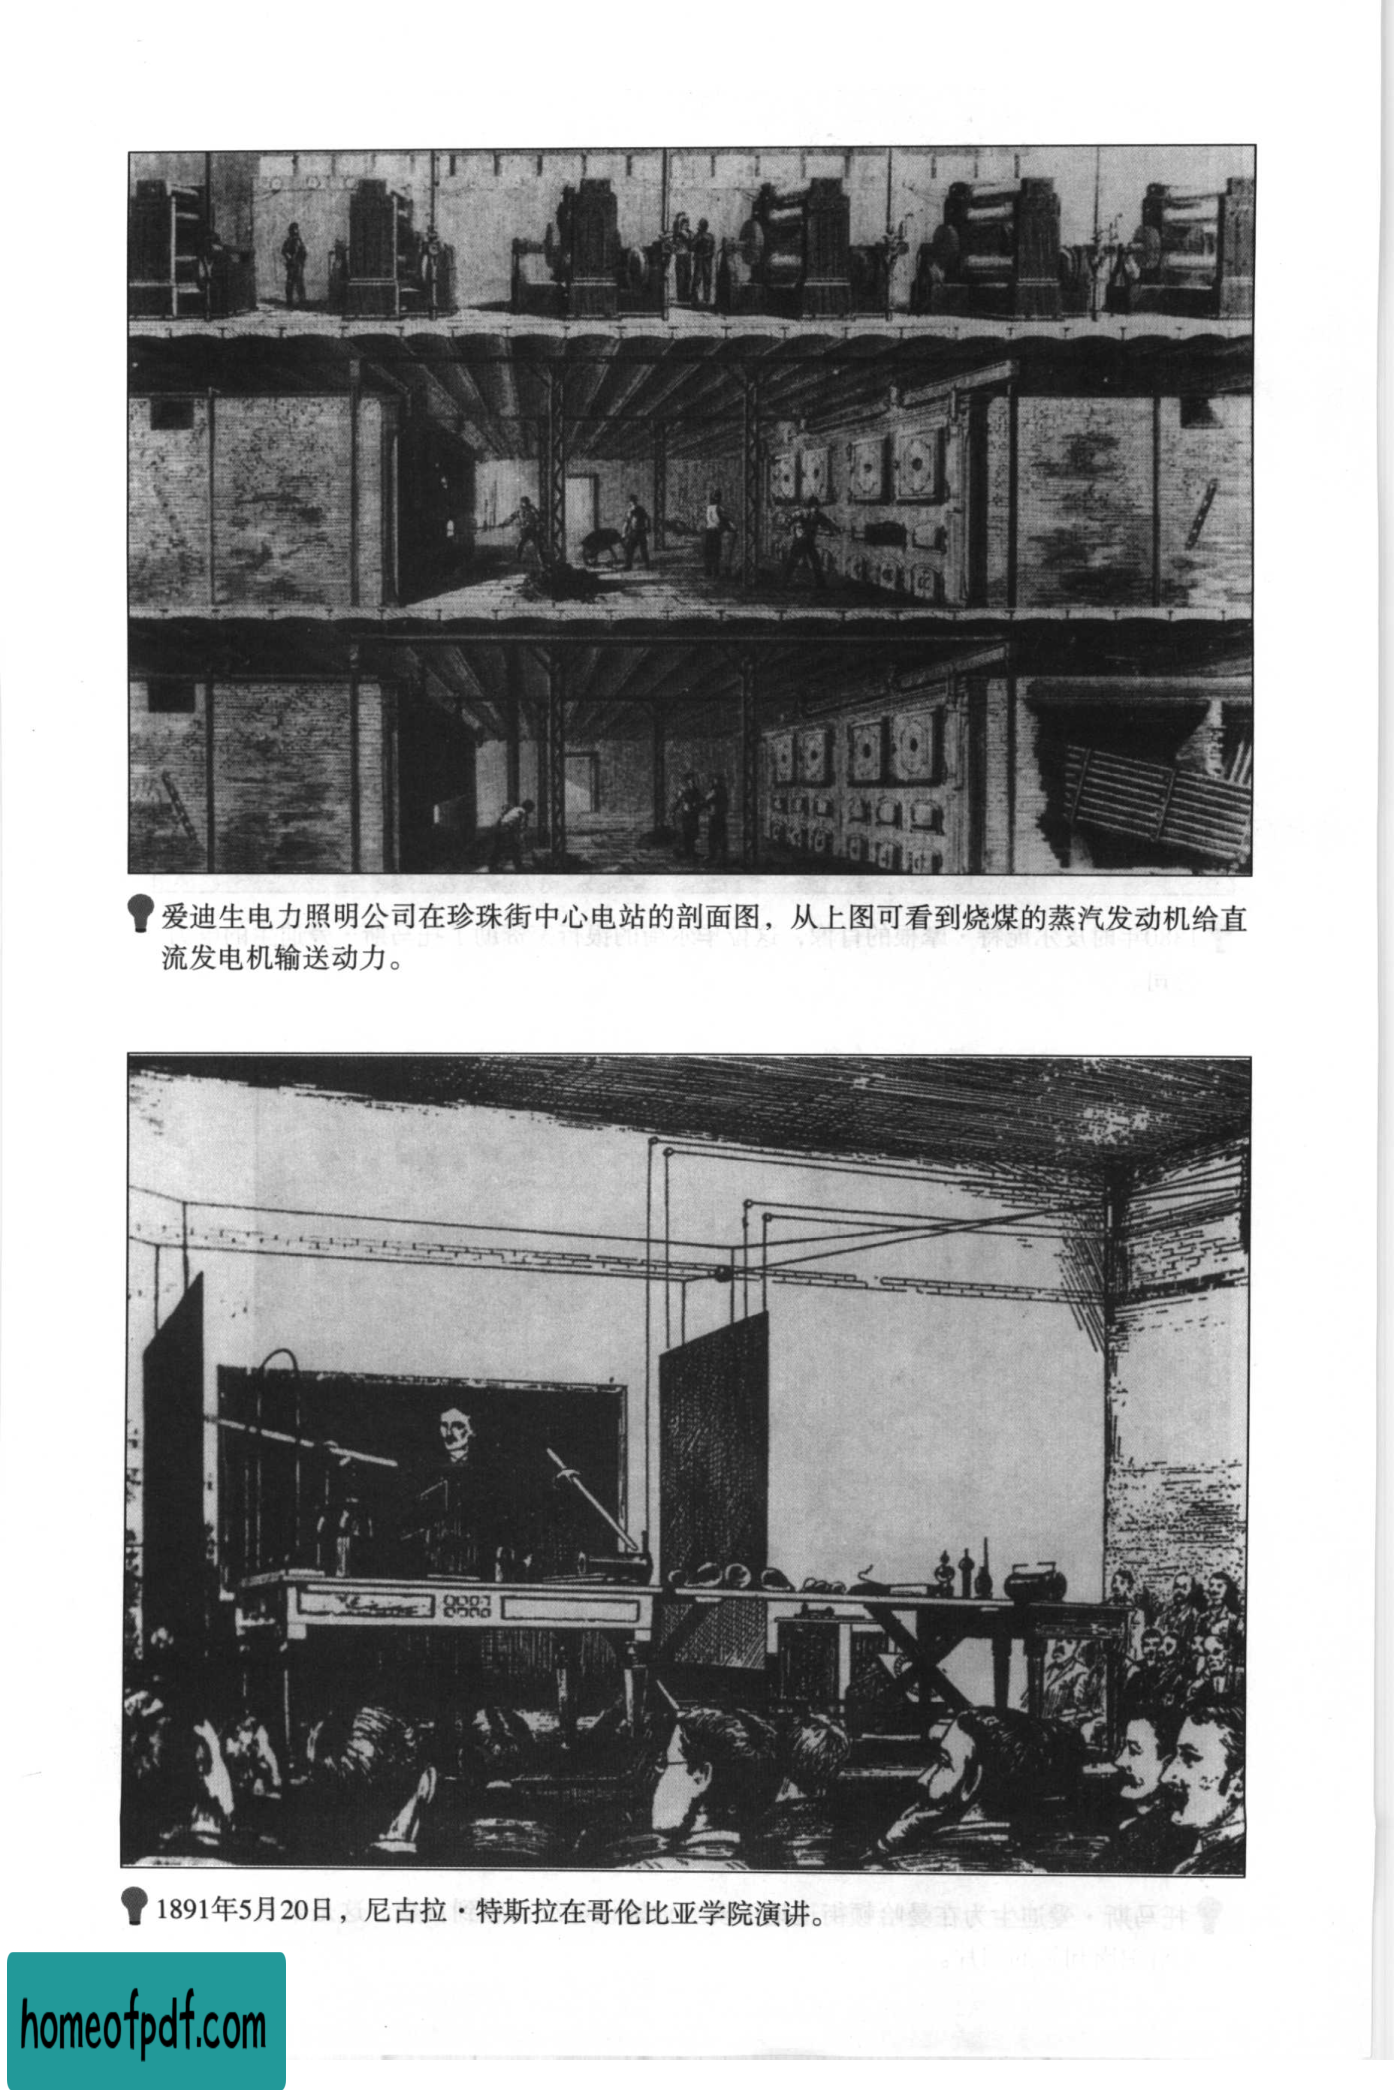 爱迪生电力照明公司在珍珠街中心电站的剖面图，从上图可看到烧煤的蒸汽发动机给直
流发电机输送动力。
1891年5月20日，尼古拉·特斯拉在哥伦比亚学院演讲。
homeofpdf.com